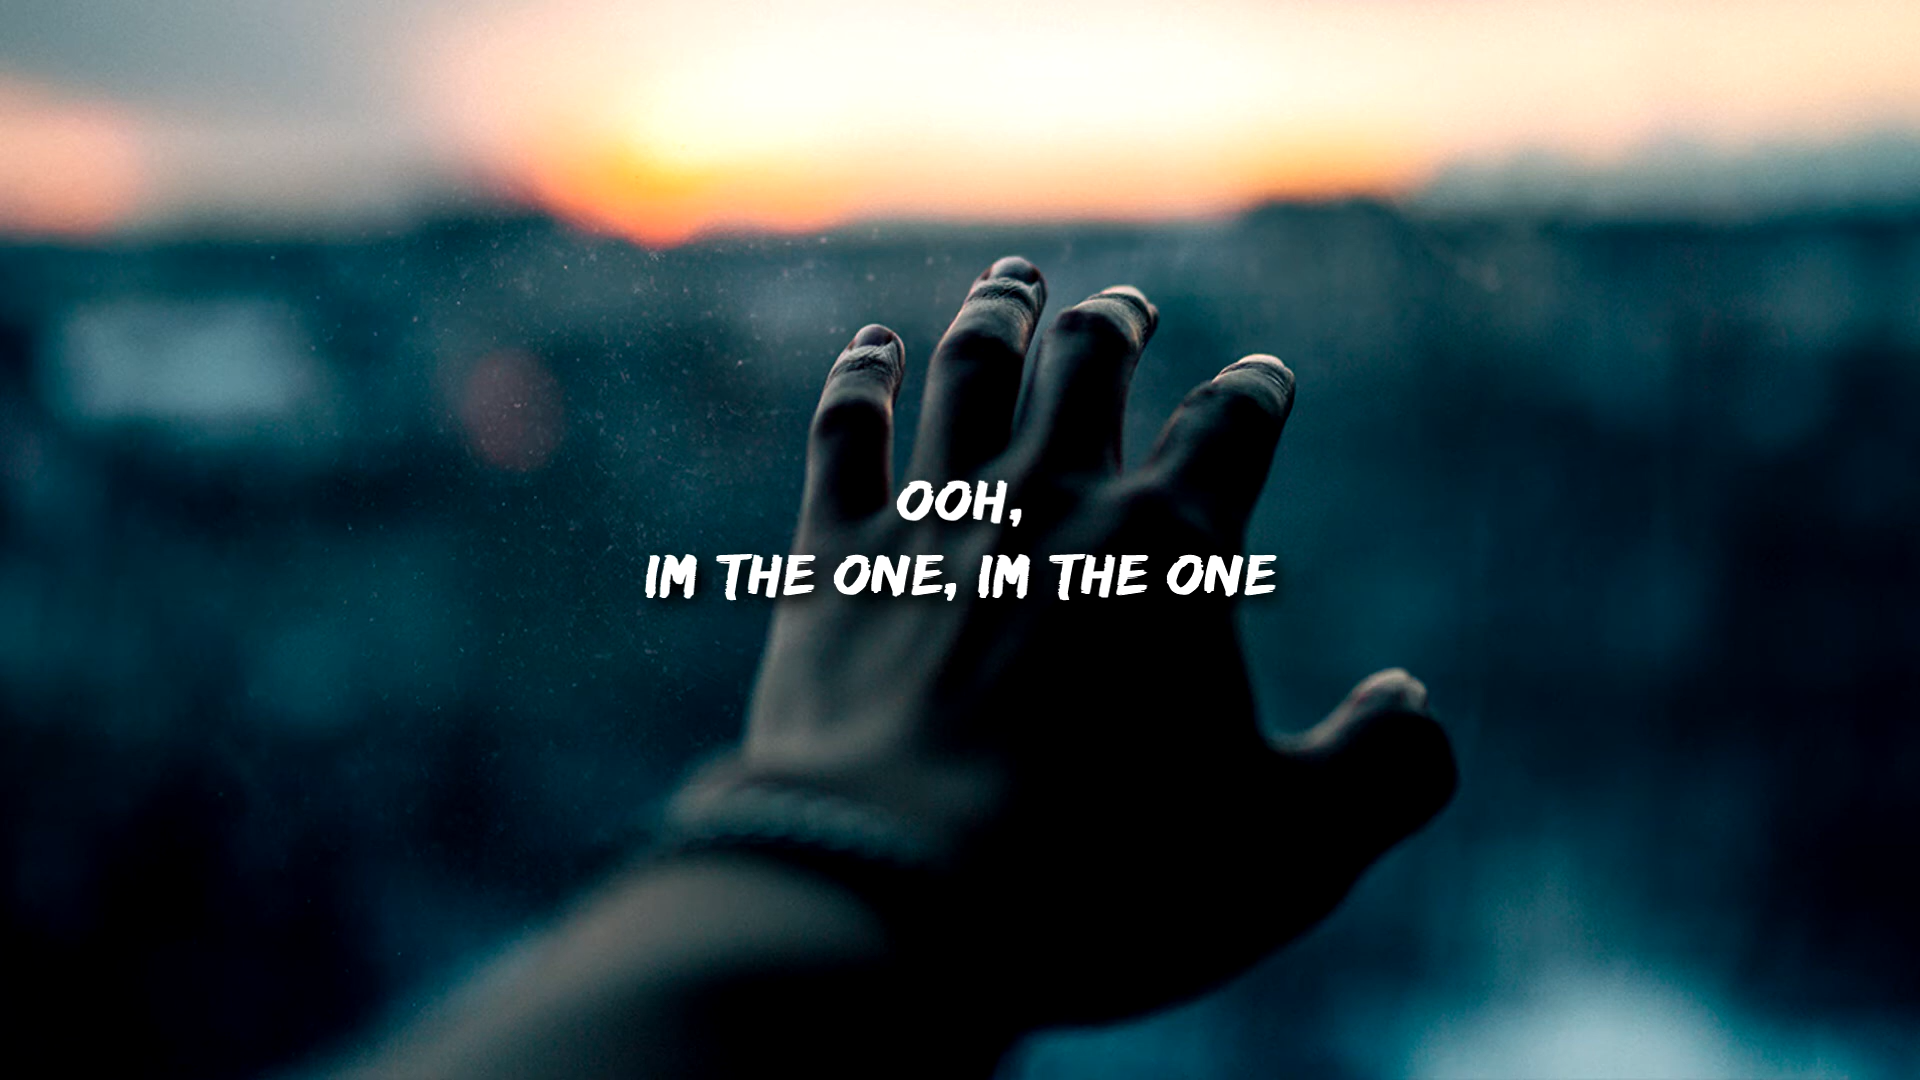 OOH,
IM THE ONE, IM THE ONE